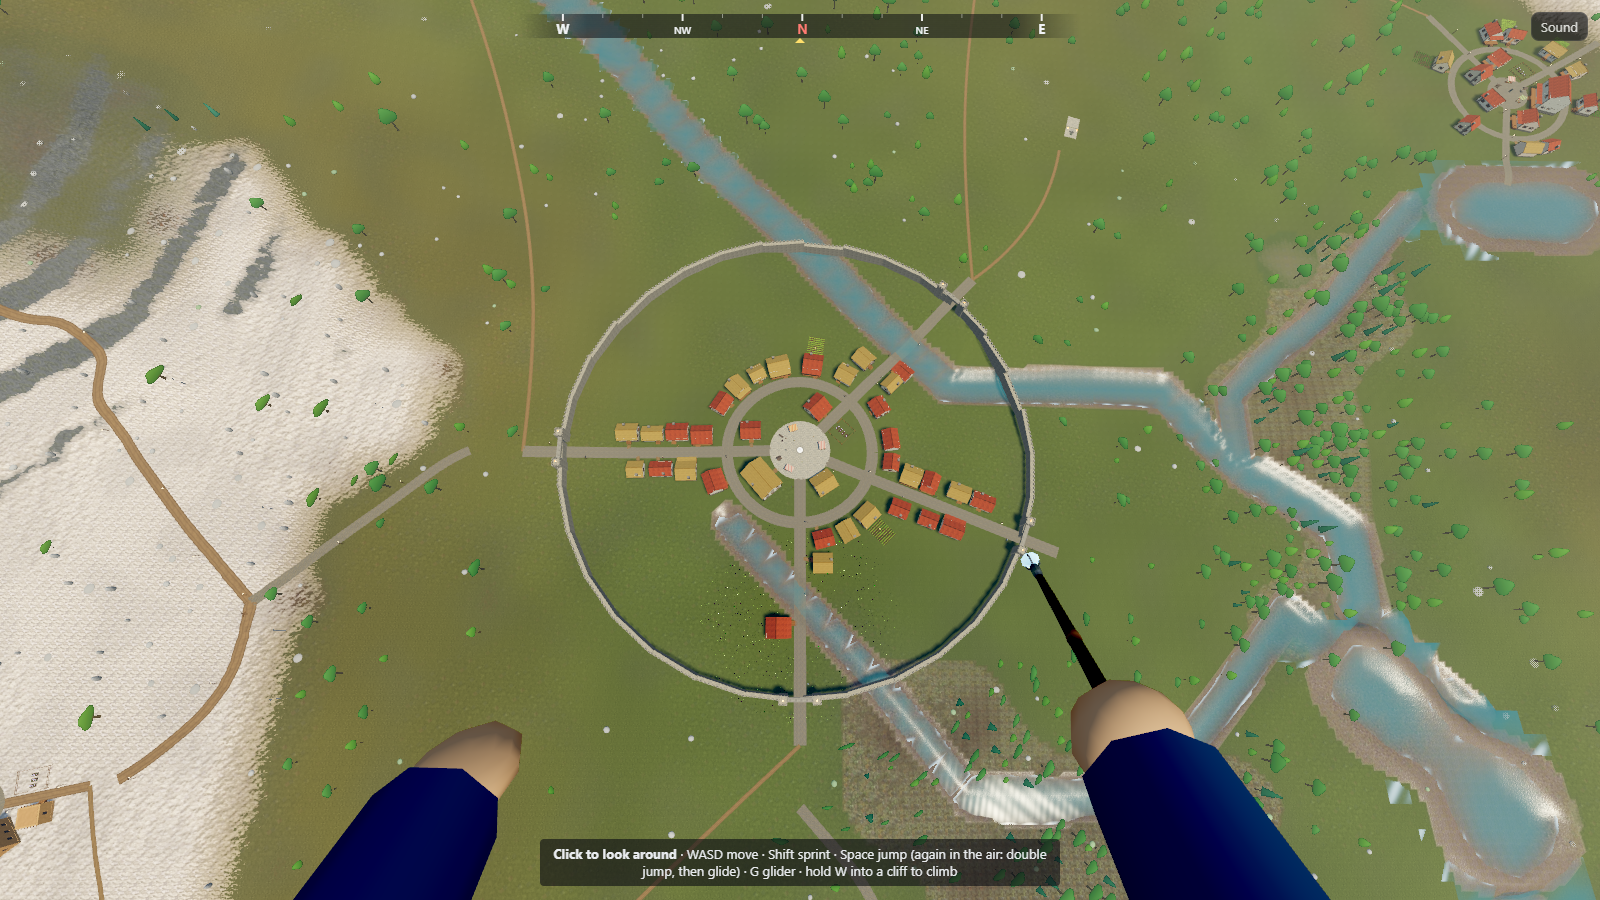 W NW N NE E
Sound
Click to look around · WASD move · Shift sprint · Space jump (again in the air: double
jump, then glide) · G glider · hold W into a cliff to climb